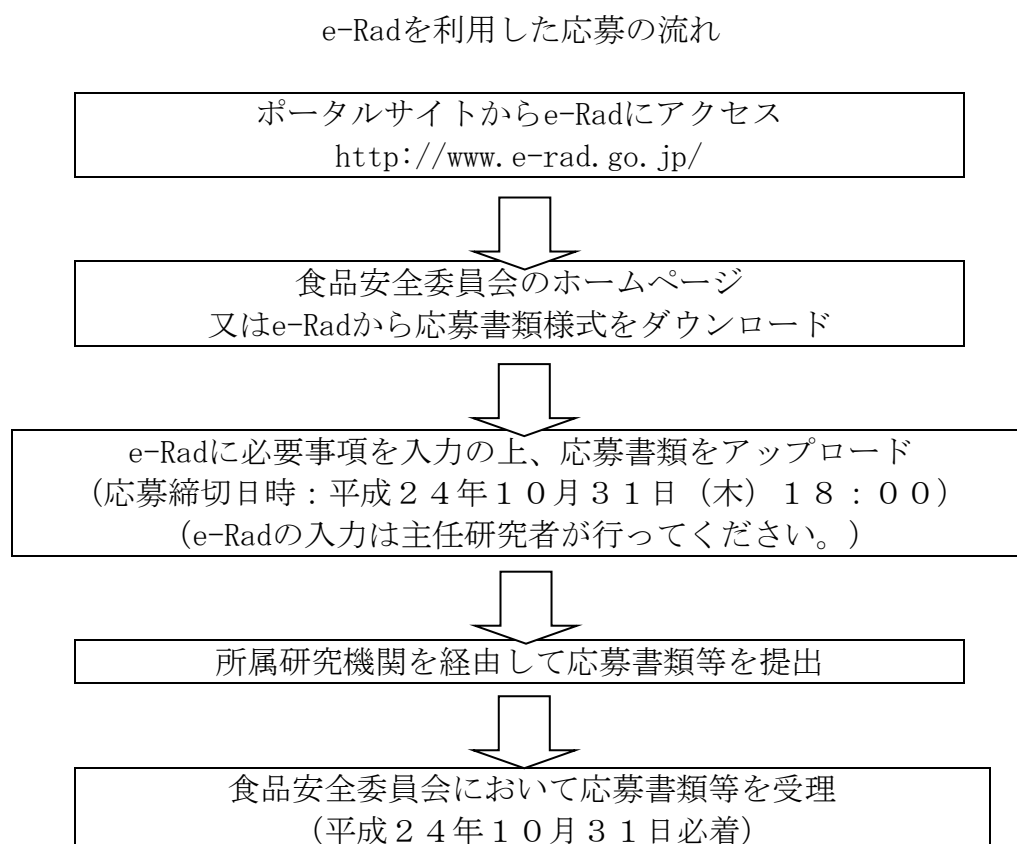 e-Radを利用した応募の流れ
ポータルサイトからe-Radにアクセス
http://www.e-rad.go.jp/
食品安全委員会のホームページ
又はe-Radから応募書類様式をダウンロード
e-Radに必要事項を入力の上、応募書類をアップロード
(応募締切日時：平成２４年１０月３１日（木）１８：００)
(e-Radの入力は主任研究者が行ってください。)
所属研究機関を経由して応募書類等を提出
食品安全委員会において応募書類等を受理
(平成２４年１０月３１日必着)